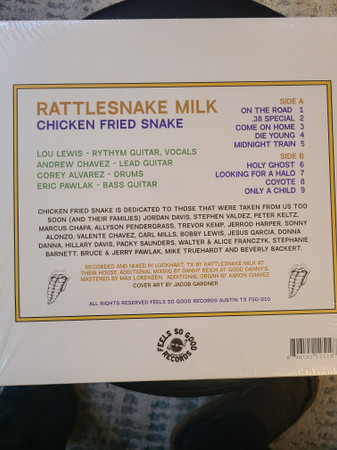 RATTLESNAKE MILK
CHICKEN FRIED SNAKE
LOU LEWIS - RYTHYM GUITAR, VOCALS
ANDREW CHAVEZ - LEAD GUITAR
COREY ALVAREZ - DRUMS
ERIC PAWLAK - BASS GUITAR
SIDE A
ON THE ROAD 1
.38 SPECIAL 2
COME ON HOME 3
DIE YOUNG 4
MIDNIGHT TRAIN 5
SIDE B
HOLY GHOST 6
LOOKING FOR A HALO 7
COYOTE 8
ONLY A CHILD 9
CHICKEN FRIED SNAKE IS DEDICATED TO THOSE THAT WERE TAKEN FROM US TOO
SOON (AND THEIR FAMILIES) JORDAN DAVIS, STEPHEN VALDEZ, PETER KELTZ,
MARCUS CHAPA, ALLYSON PENDERGRASS, TREVOR KEMP, JERROD HARPER, SONNY
ALONZO, VALENTE CHAVEZ, CARL MILLS, BOBBY LEWIS, JESUS GARCIA, DONNA
DANNA, HILLARY DAVIS, PACKY SAUNDERS, WALTER & ALICE FRANCZYK, STEPHANIE
BARNETT, BRUCE & JERRY PAWLAK, MIKE TRUEHARDT AND BEVERLY BACKERT.
RECORDED AND MIXED IN LOCKHART, TX BY RATTLESNAKE MILK AT
THEIR HOUSE. ADDITIONAL MIXING BY DANNY REISH AT GOOD DANNY'S.
MASTERED BY MAX LORENZEN. ADDITIONAL ORGAN BY AARON CHAVEZ
COVER ART BY JACOB GARDNER
ALL RIGHTS RESERVED FEELS SO GOOD RECORDS AUSTIN TX FSG-010
FEELS SO GOOD
RECORDS